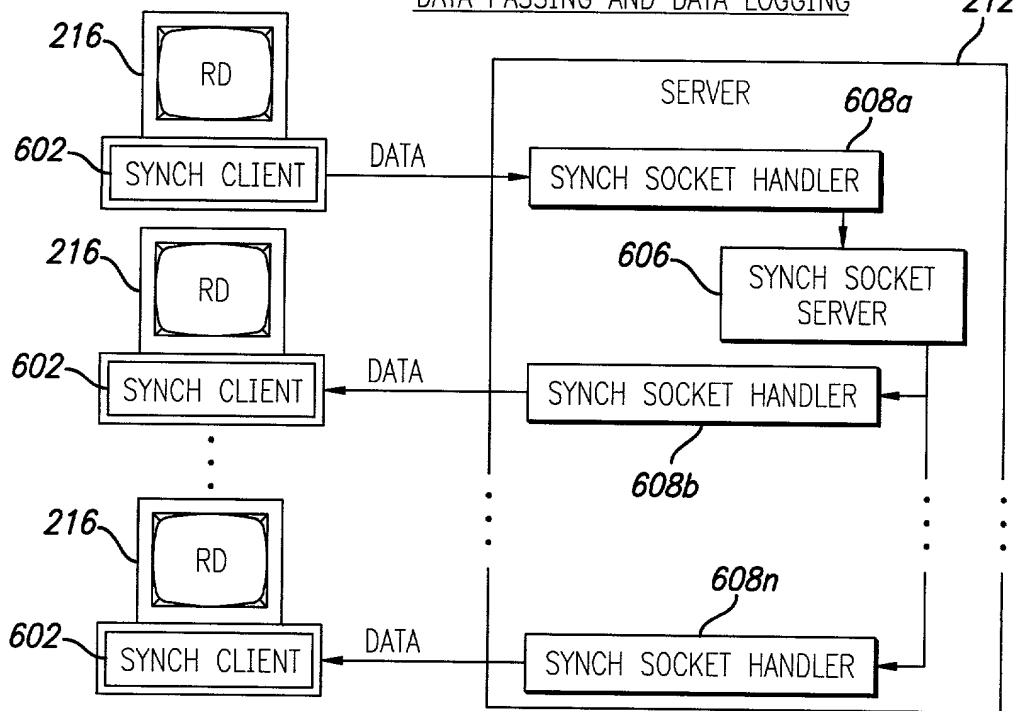 DATA PASSING AND DATA LOGGING
212
216
RD
SERVER
608a
602
SYNCH CLIENT
DATA
SYNCH SOCKET HANDLER
216
RD
606
SYNCH SOCKET
SERVER
602
SYNCH CLIENT
DATA
SYNCH SOCKET HANDLER
608b
216
RD
608n
602
SYNCH CLIENT
DATA
SYNCH SOCKET HANDLER